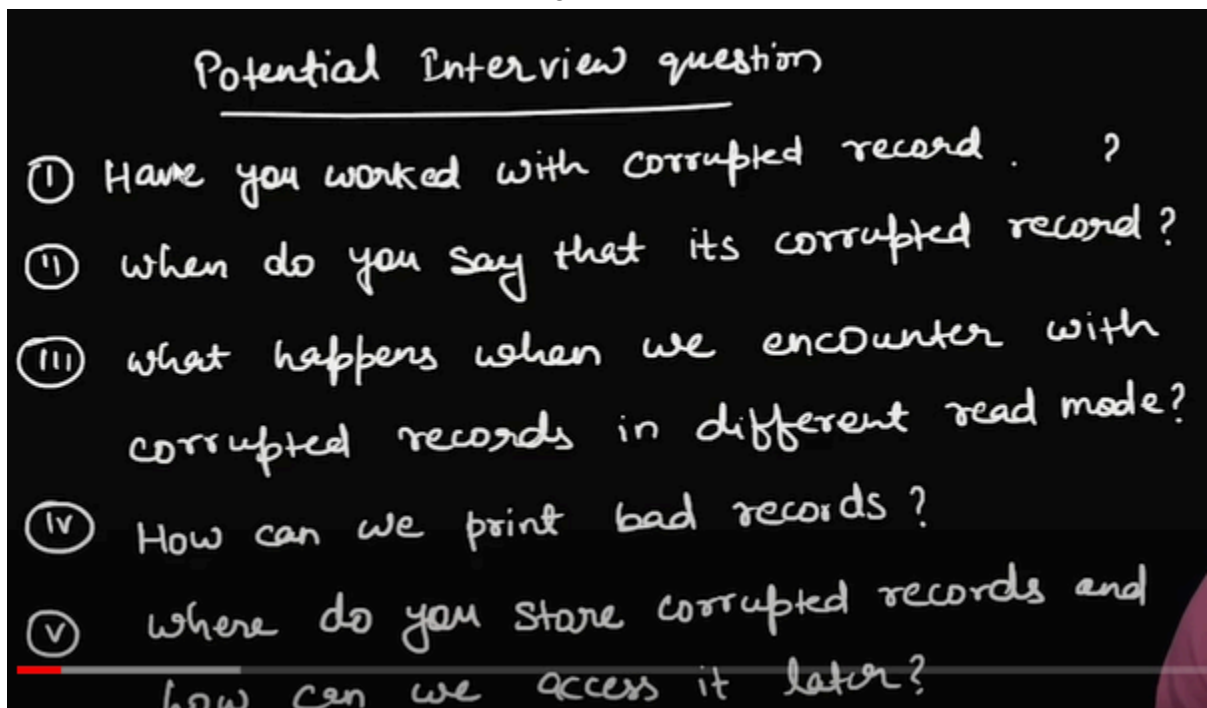 Potential Interview question
(I) Have you worked with corrupted record . ?
(II) when do you say that its corrupted record?
(III) what happens when we encounter with
corrupted records in different read mode?
(IV) How can we print bad records?
(V) where do you store corrupted records and
how can we access it later?